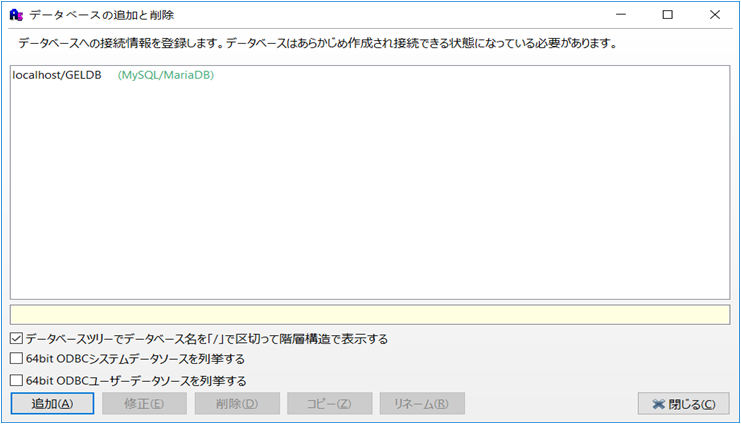 データベースの追加と削除
データベースへの接続情報を登録します。データベースはあらかじめ作成され接続できる状態になっている必要があります。
localhost/GELDB (MySQL/MariaDB)
データベースツリーでデータベース名を「/」で区切って階層構造で表示する
64bit ODBCシステムデータソースを列挙する
64bit ODBCユーザーデータソースを列挙する
追加(A) 修正(E) 削除(D) コピー(Z) リネーム(R) 閉じる(C)